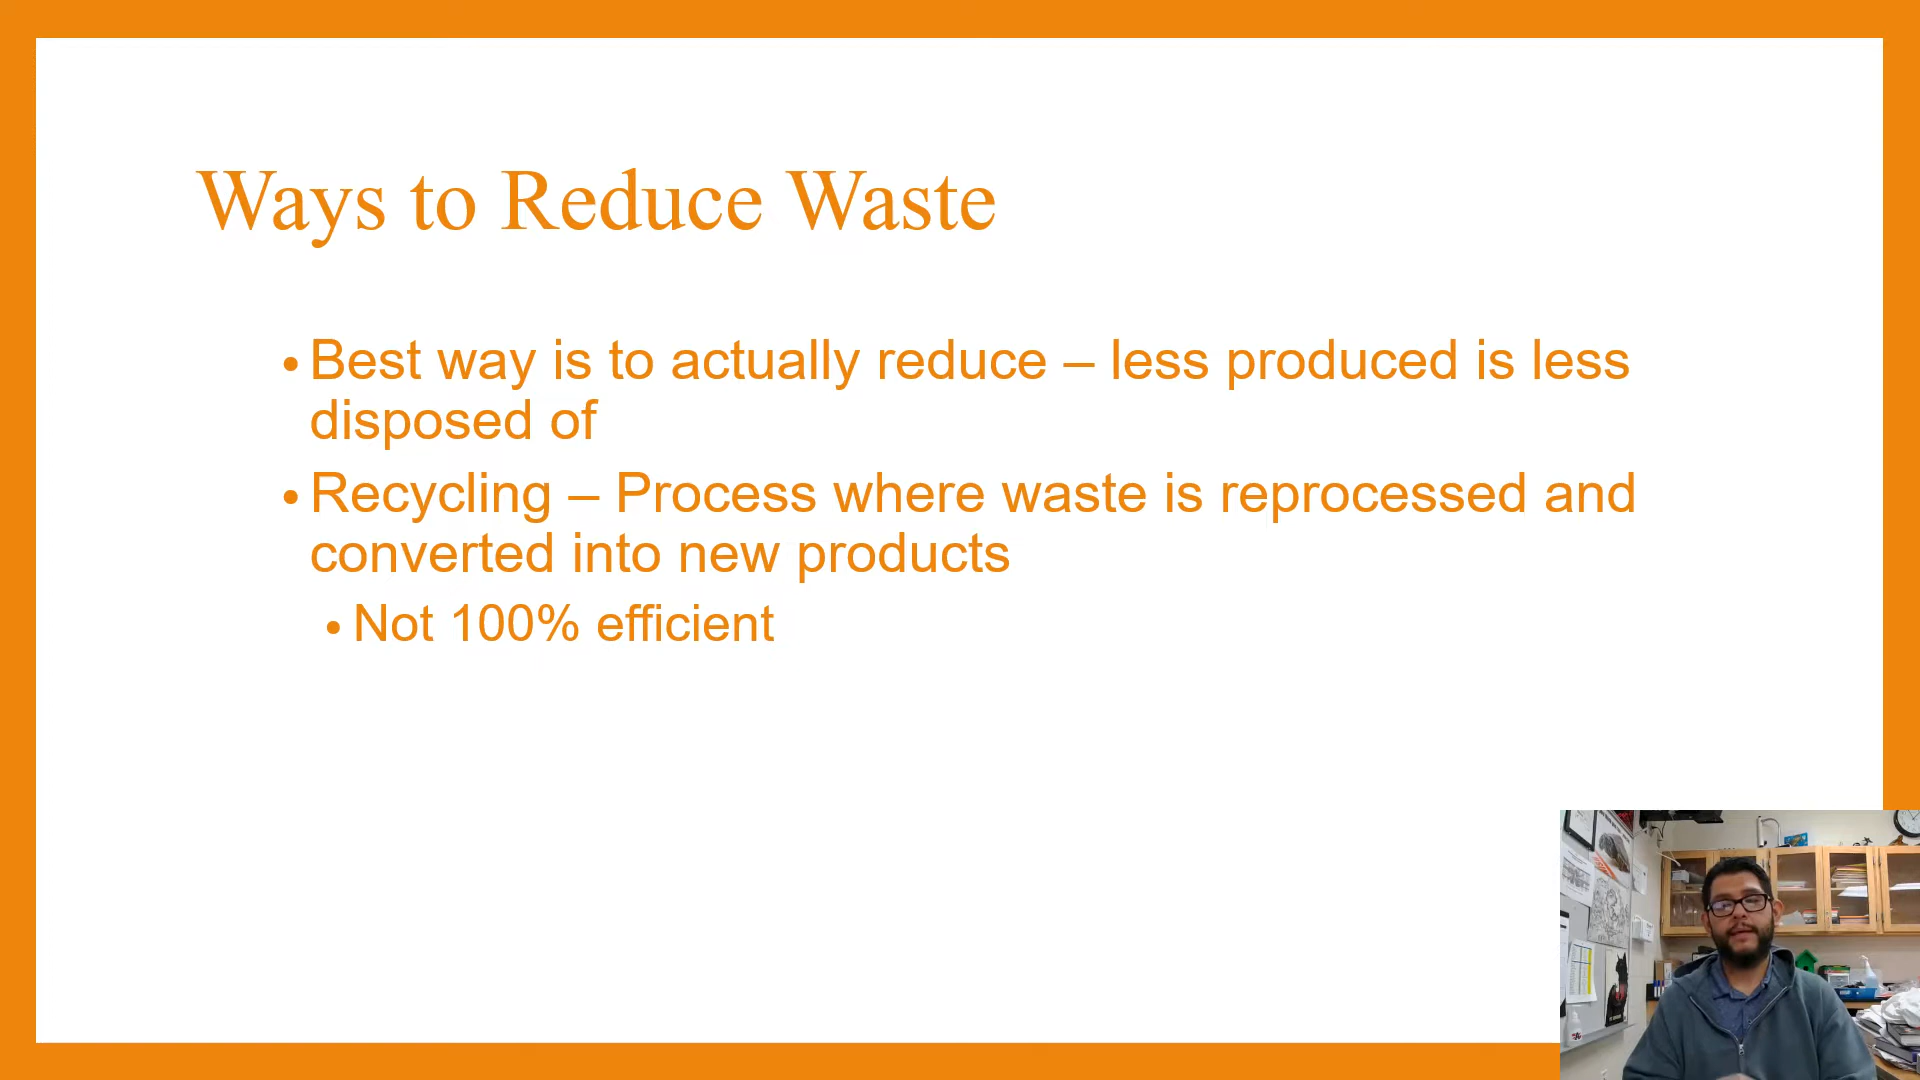 Ways to Reduce Waste
• Best way is to actually reduce – less produced is less
disposed of
• Recycling – Process where waste is reprocessed and
converted into new products
• Not 100% efficient